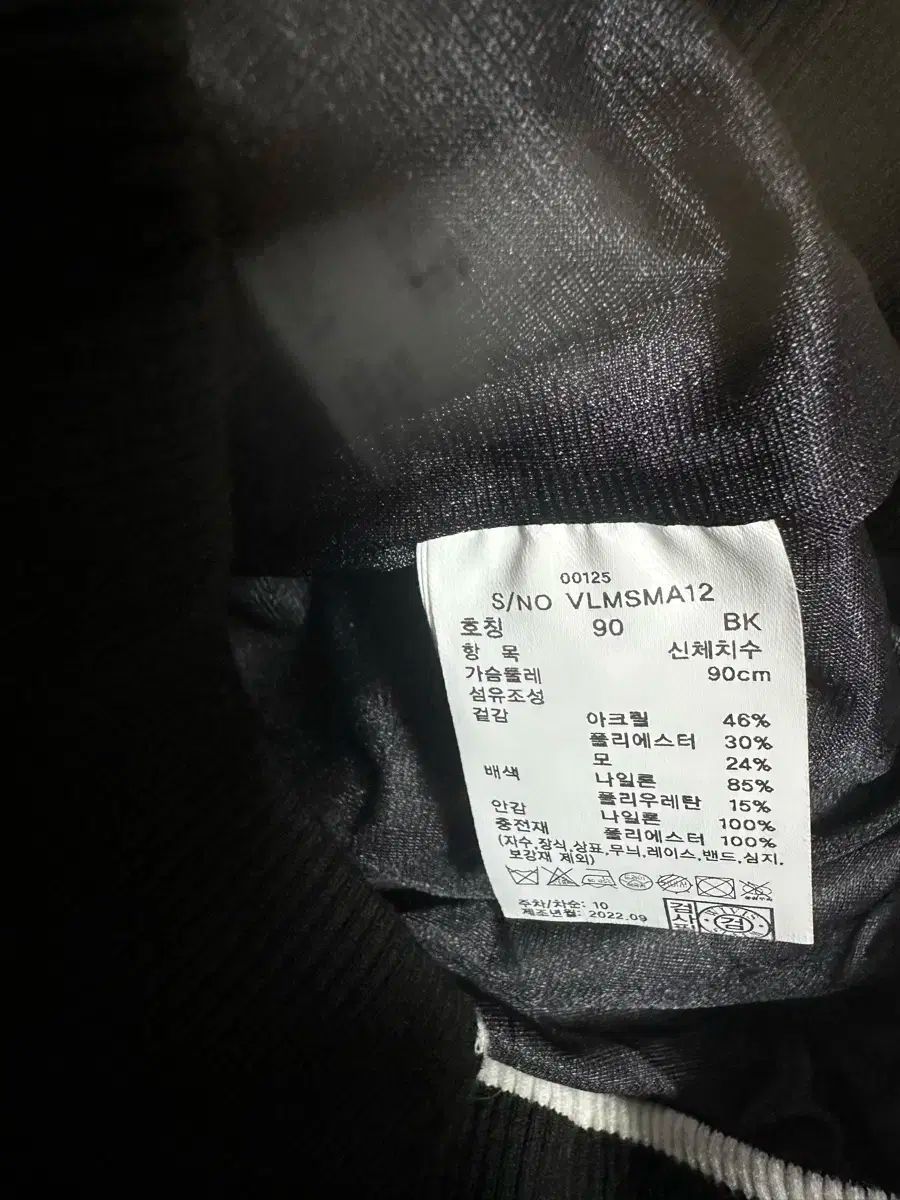 00125
S/NO VLMSMA12
호칭 90 BK
항 목 신체치수
가슴둘레 90cm
섬유조성
겉감 아크릴 46%
폴리에스터 30%
모 24%
배색 나일론 85%
폴리우레탄 15%
안감 나일론 100%
충전재 폴리에스터 100%
(자수,장식,상표,무늬,레이스,밴드,심지,
보강재 제외)
주차/차순: 10
제조년월: 2022.09
검
사
검